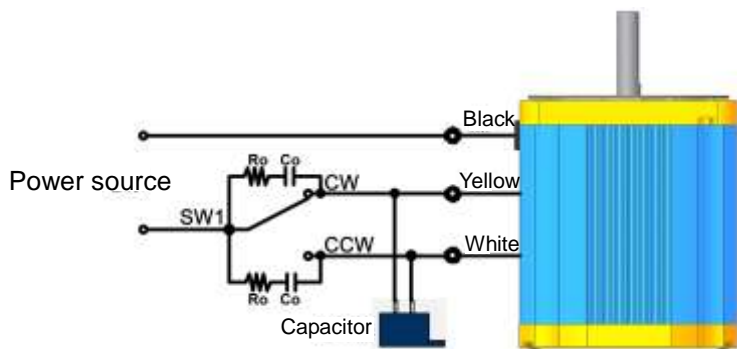 Black
Ro Co
Power source
CW
Yellow
SW1
CCW
White
Ro Co
Capacitor